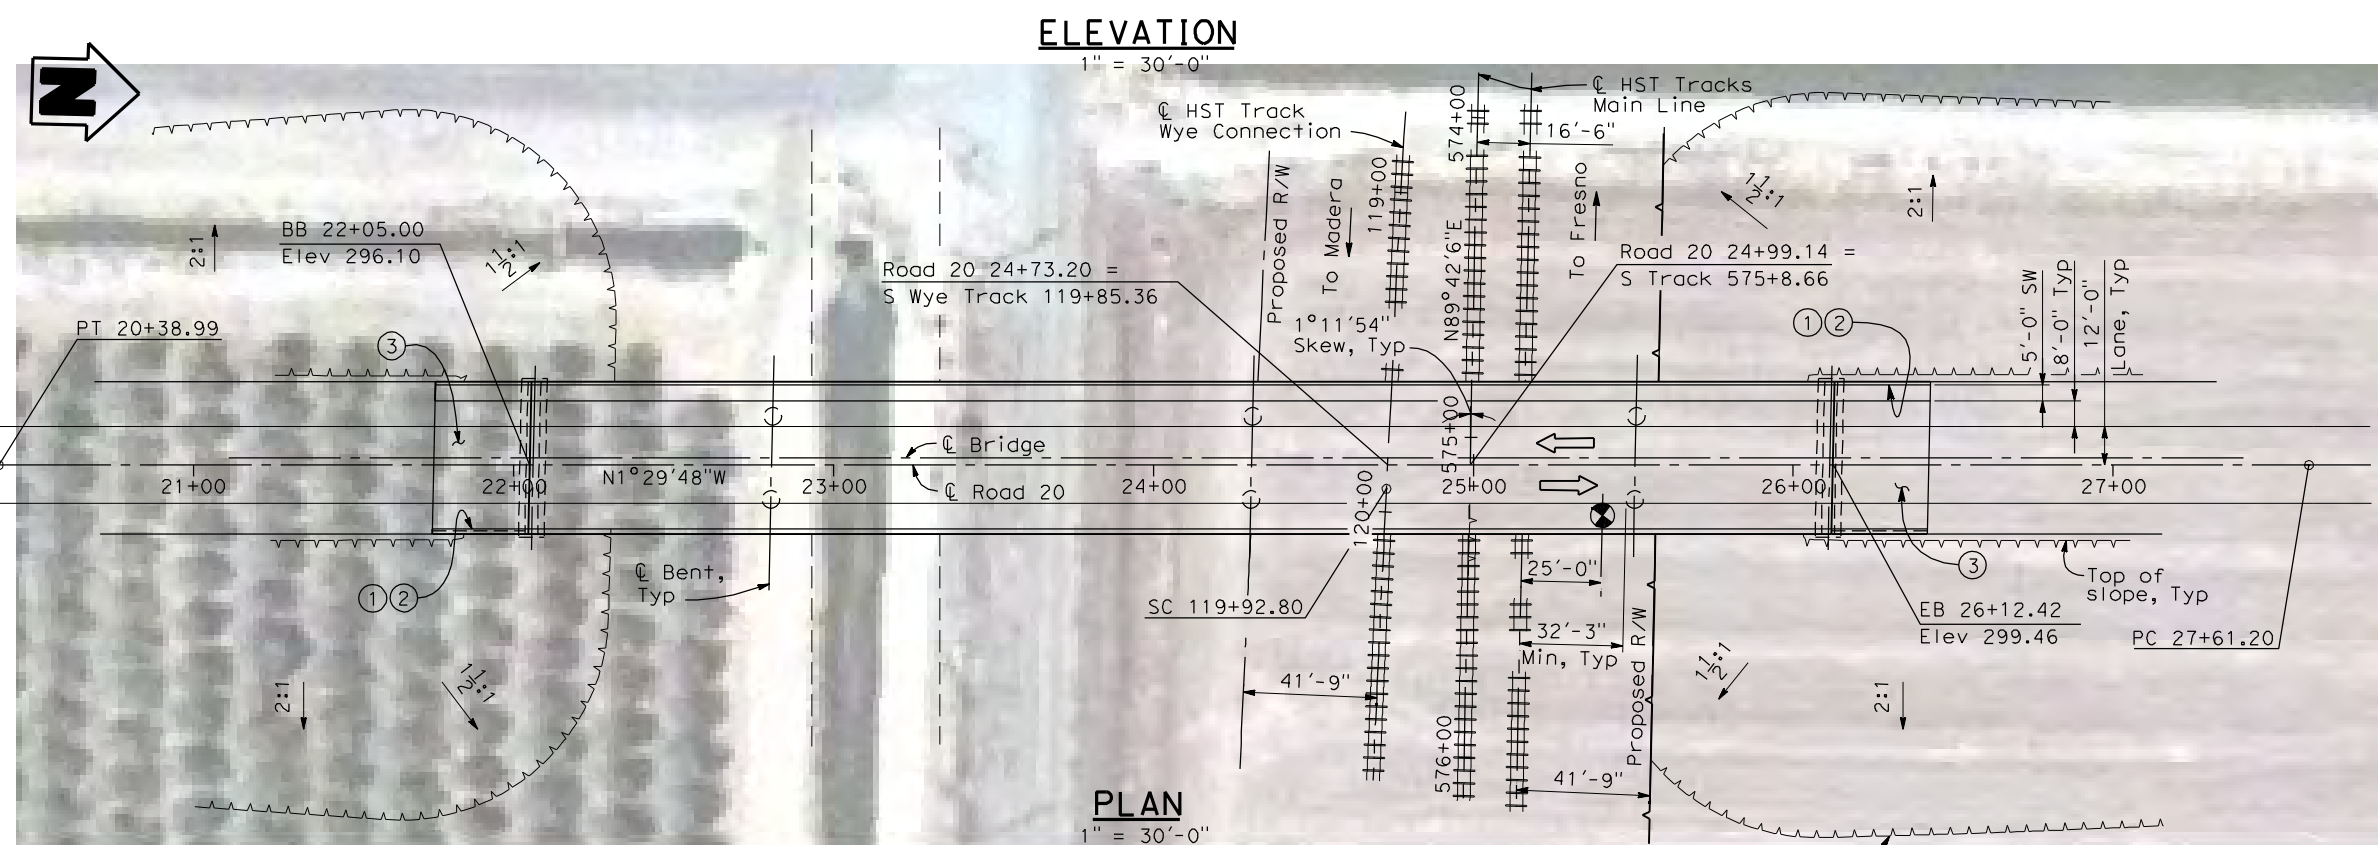 ELEVATION
1" = 30'-0"
N
℄ HST Tracks
Main Line
℄ HST Track
Wye Connection
574+00
16'-6"
119+00
To Madera
Proposed R/W
To Fresno
N89°42'6"E
1½:1
2:1
BB 22+05.00
Elev 296.10
2:1
1½:1
Road 20 24+99.14 =
S Track 575+8.66
Road 20 24+73.20 =
S Wye Track 119+85.36
1°11'54"
Skew, Typ
5'-0" SW
8'-0" Typ
12'-0"
Lane, Typ
PT 20+38.99
3
1 2
575+00
℄ Bridge
℄ Road 20
N1°29'48"W
21+00
22+00
23+00
24+00
25+00
26+00
27+00
120+00
℄ Bent,
Typ
1 2
25'-0"
3
Top of
slope, Typ
SC 119+92.80
32'-3"
Min, Typ
EB 26+12.42
Elev 299.46
PC 27+61.20
Proposed R/W
2:1
1½:1
41'-9"
576+00
41'-9"
1½:1
2:1
PLAN
1" = 30'-0"